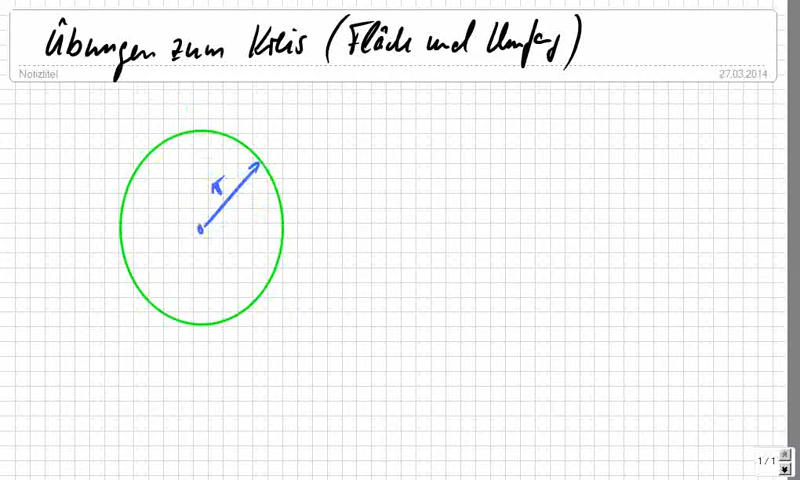 Übungen zum Kreis (Fläche und Umfang)
Notiztitel
27.03.2014
r
1/1